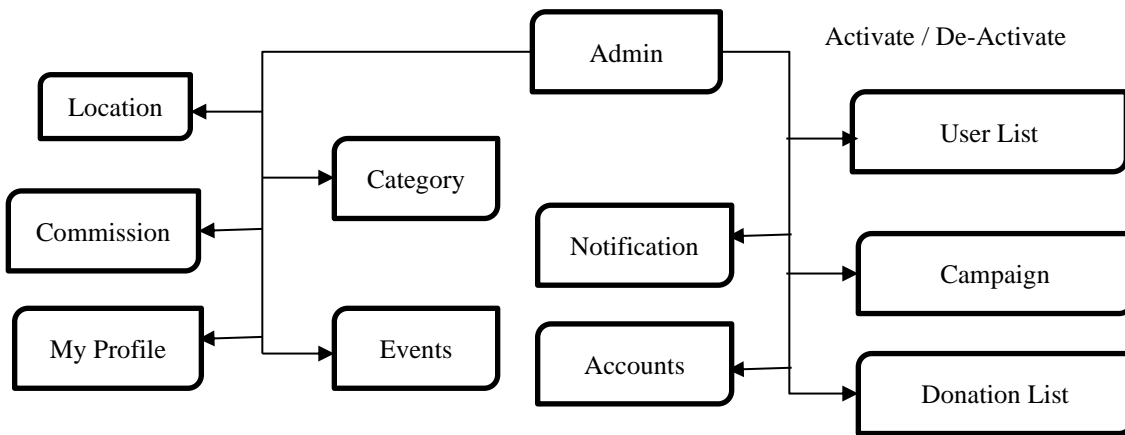 Admin
Activate / De-Activate
Location
User List
Category
Commission
Notification
Campaign
My Profile
Events
Accounts
Donation List